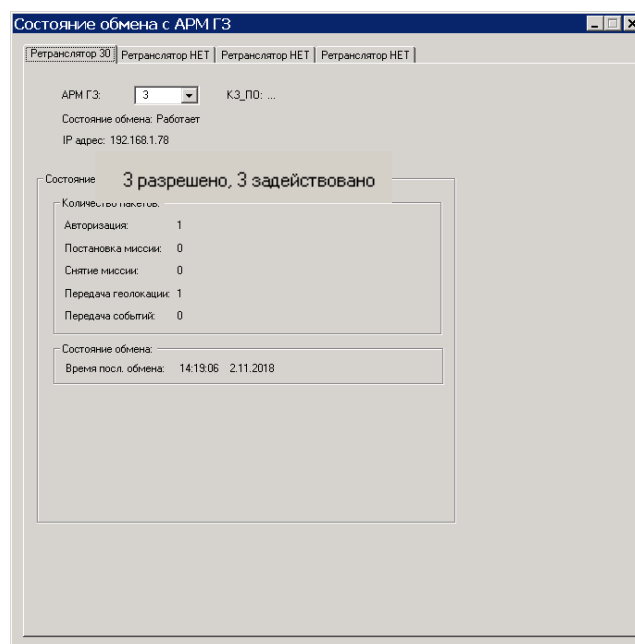 Состояние обмена с АРМ ГЗ
Ретранслятор 30 Ретранслятор НЕТ Ретранслятор НЕТ Ретранслятор НЕТ
АРМ ГЗ: 3 КЗ_ПО: ...
Состояние обмена: Работает
IP адрес: 192.168.1.78
Состояние
3 разрешено, 3 задействовано
Количество пакетов:
Авторизация: 1
Постановка миссии: 0
Снятие миссии: 0
Передача геолокации: 1
Передача событий: 0
Состояние обмена:
Время посл. обмена: 14:19:06 2.11.2018